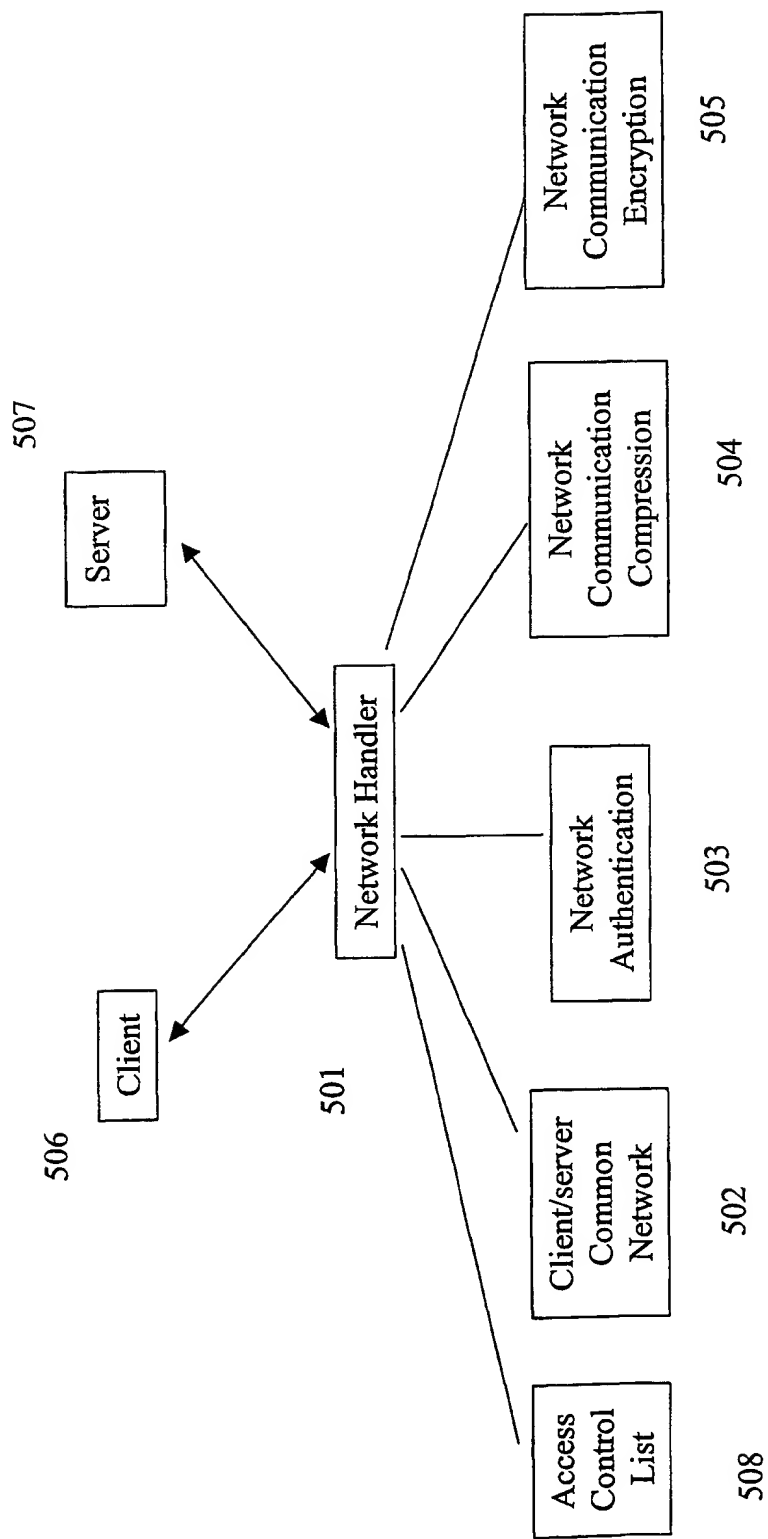 507
506
Server
Client
501
Network Handler
Access
Control
List
Client/server
Common
Network
Network
Authentication
Network
Communication
Compression
Network
Communication
Encryption
508
502
503
504
505